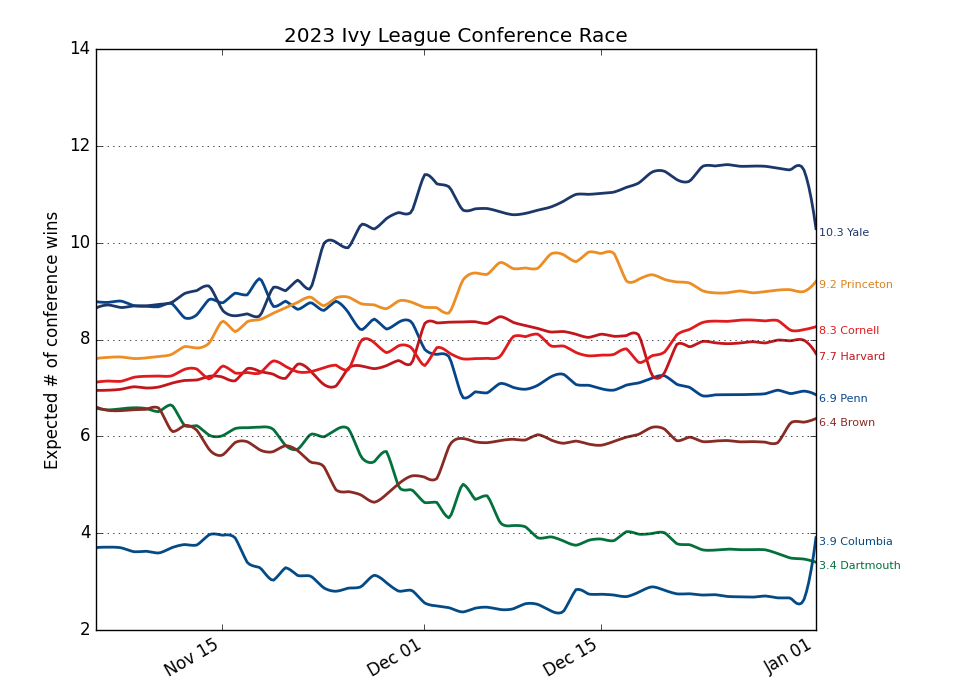 2023 Ivy League Conference Race
Expected # of conference wins
14
12
10
8
6
4
2
10.3 Yale
9.2 Princeton
8.3 Cornell
7.7 Harvard
6.9 Penn
6.4 Brown
3.9 Columbia
3.4 Dartmouth
Nov 15
Dec 01
Dec 15
Jan 01